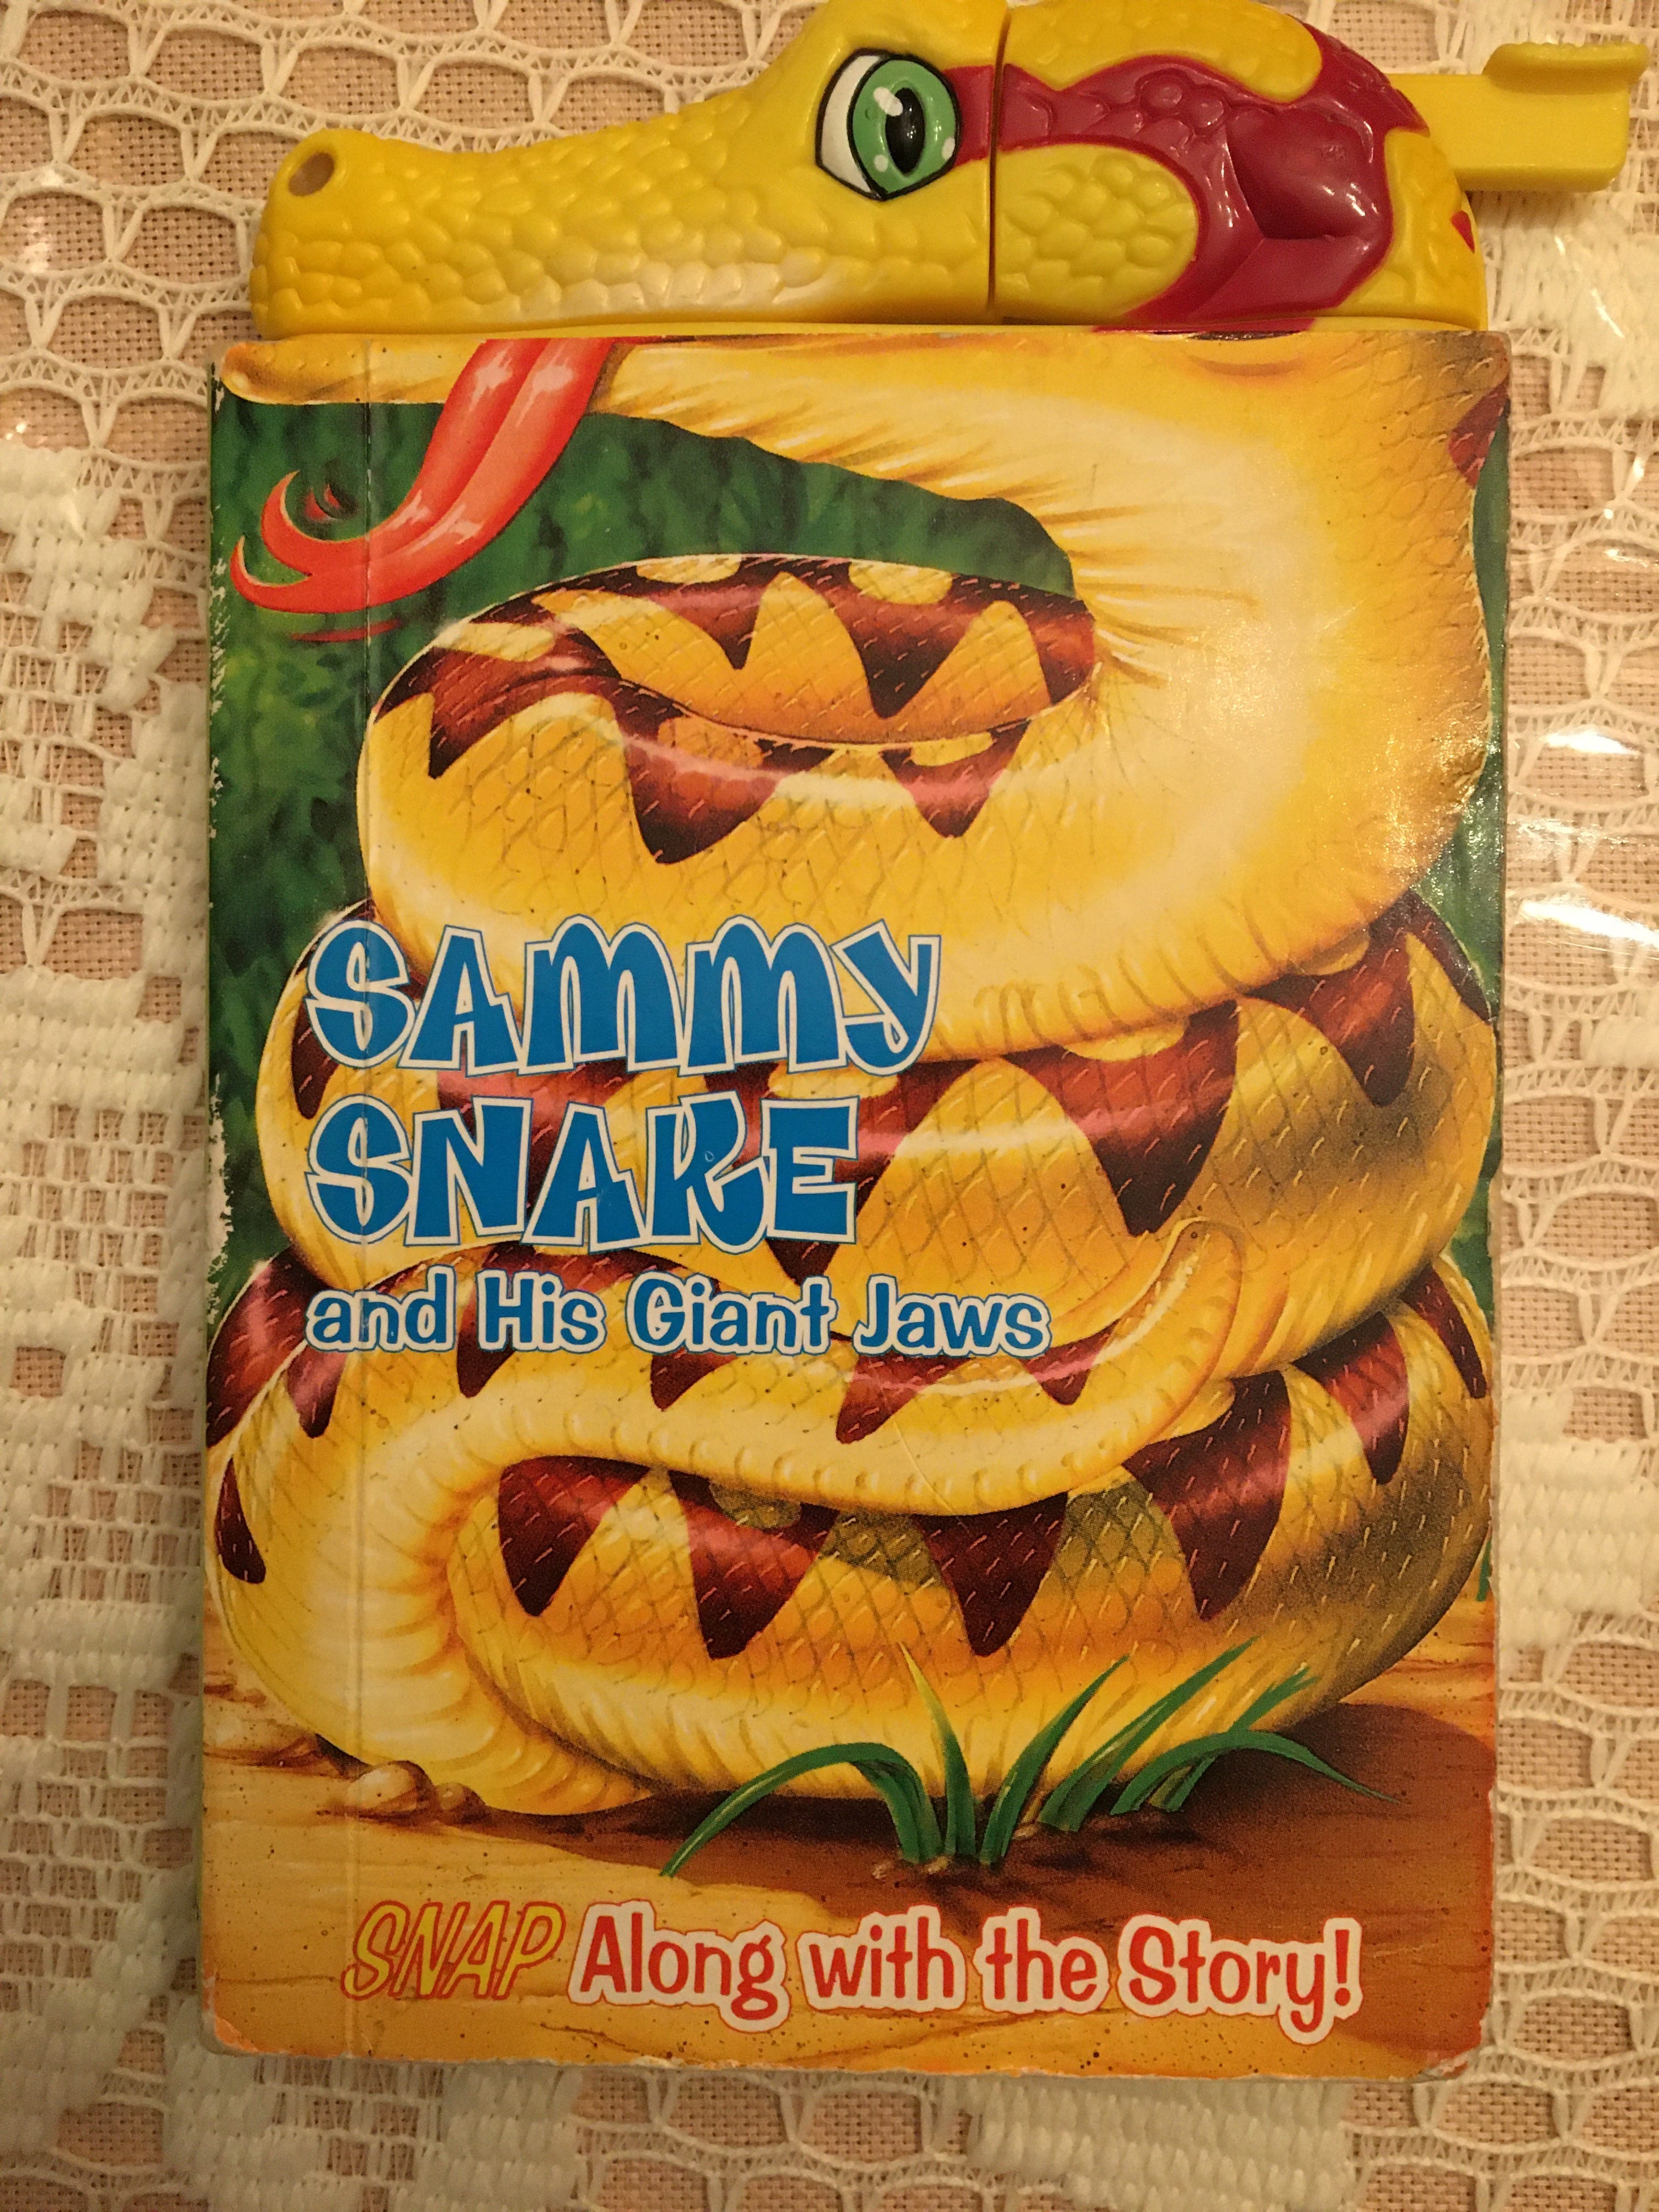 SAMMY
SNAKE
and His Giant Jaws
SNAP Along with the Story!